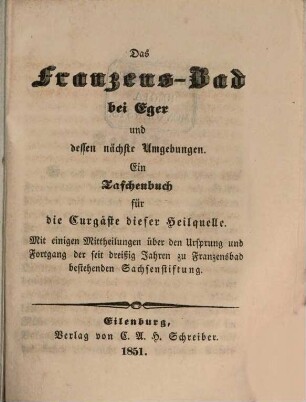 Das
Franzens-Bad
bei Eger
und
dessen nächste Umgebungen.
Ein
Taschenbuch
für
die Curgäste dieser Heilquelle.
Mit einigen Mittheilungen über den Ursprung und
Fortgang der seit dreißig Jahren zu Franzensbad
bestehenden Sachsenstiftung.
Eilenburg,
Verlag von C. A. H. Schreiber.
1851.